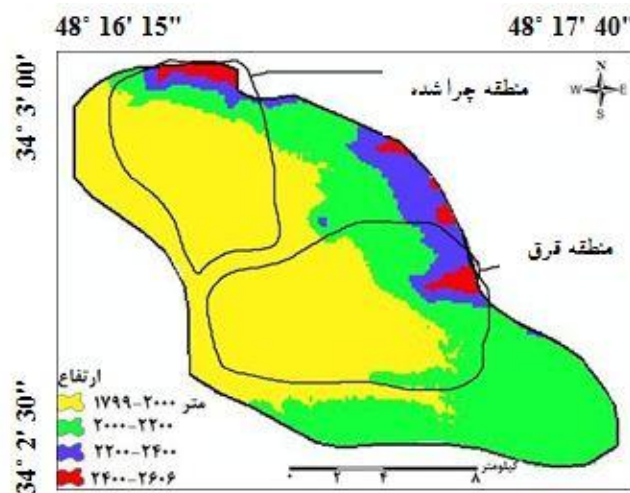 48° 16' 15" 48° 17' 40"
34° 3' 00"
N
W E
S
منطقه چرا شده
منطقه قرق
34° 2' 30"
ارتفاع
۱۷۹۹-۲۰۰۰ متر
۲۰۰۰-۲۲۰۰
۲۲۰۰-۲۴۰۰
۲۴۰۰-۲۶۰۶
کیلومتر
۰ ۲ ۴ ۸